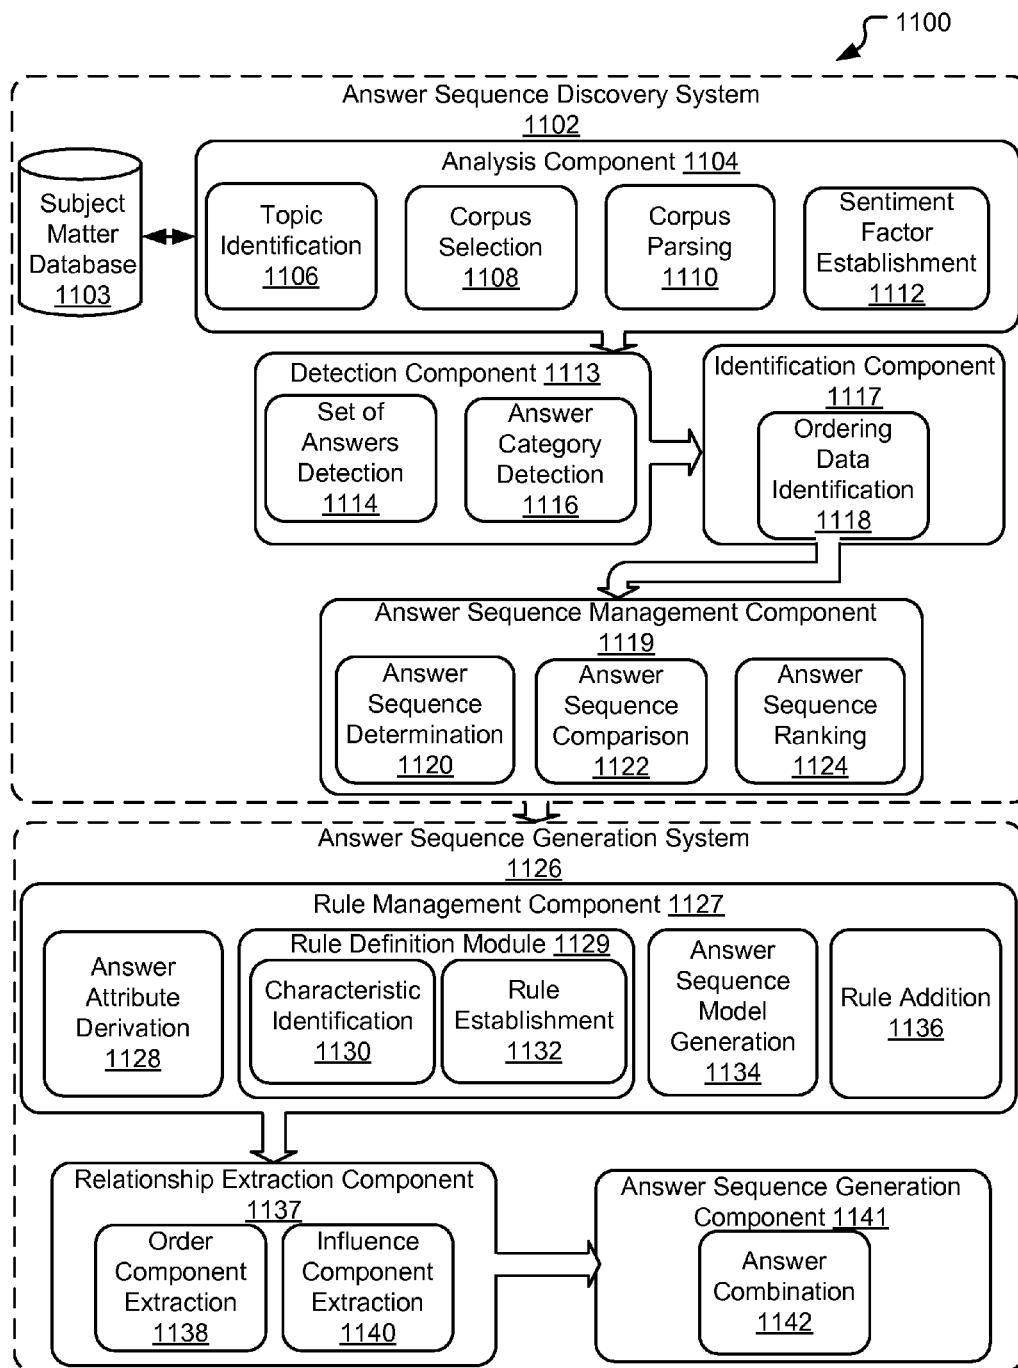 1100
Answer Sequence Discovery System
1102
Subject
Matter
Database
1103
Analysis Component 1104
Topic
Identification
1106
Corpus
Selection
1108
Corpus
Parsing
1110
Sentiment
Factor
Establishment
1112
Detection Component 1113
Set of
Answers
Detection
1114
Answer
Category
Detection
1116
Identification Component
1117
Ordering
Data
Identification
1118
Answer Sequence Management Component
1119
Answer
Sequence
Determination
1120
Answer
Sequence
Comparison
1122
Answer
Sequence
Ranking
1124
Answer Sequence Generation System
1126
Rule Management Component 1127
Answer
Attribute
Derivation
1128
Rule Definition Module 1129
Characteristic
Identification
1130
Rule
Establishment
1132
Answer
Sequence
Model
Generation
1134
Rule Addition
1136
Relationship Extraction Component
1137
Order
Component
Extraction
1138
Influence
Component
Extraction
1140
Answer Sequence Generation
Component 1141
Answer
Combination
1142